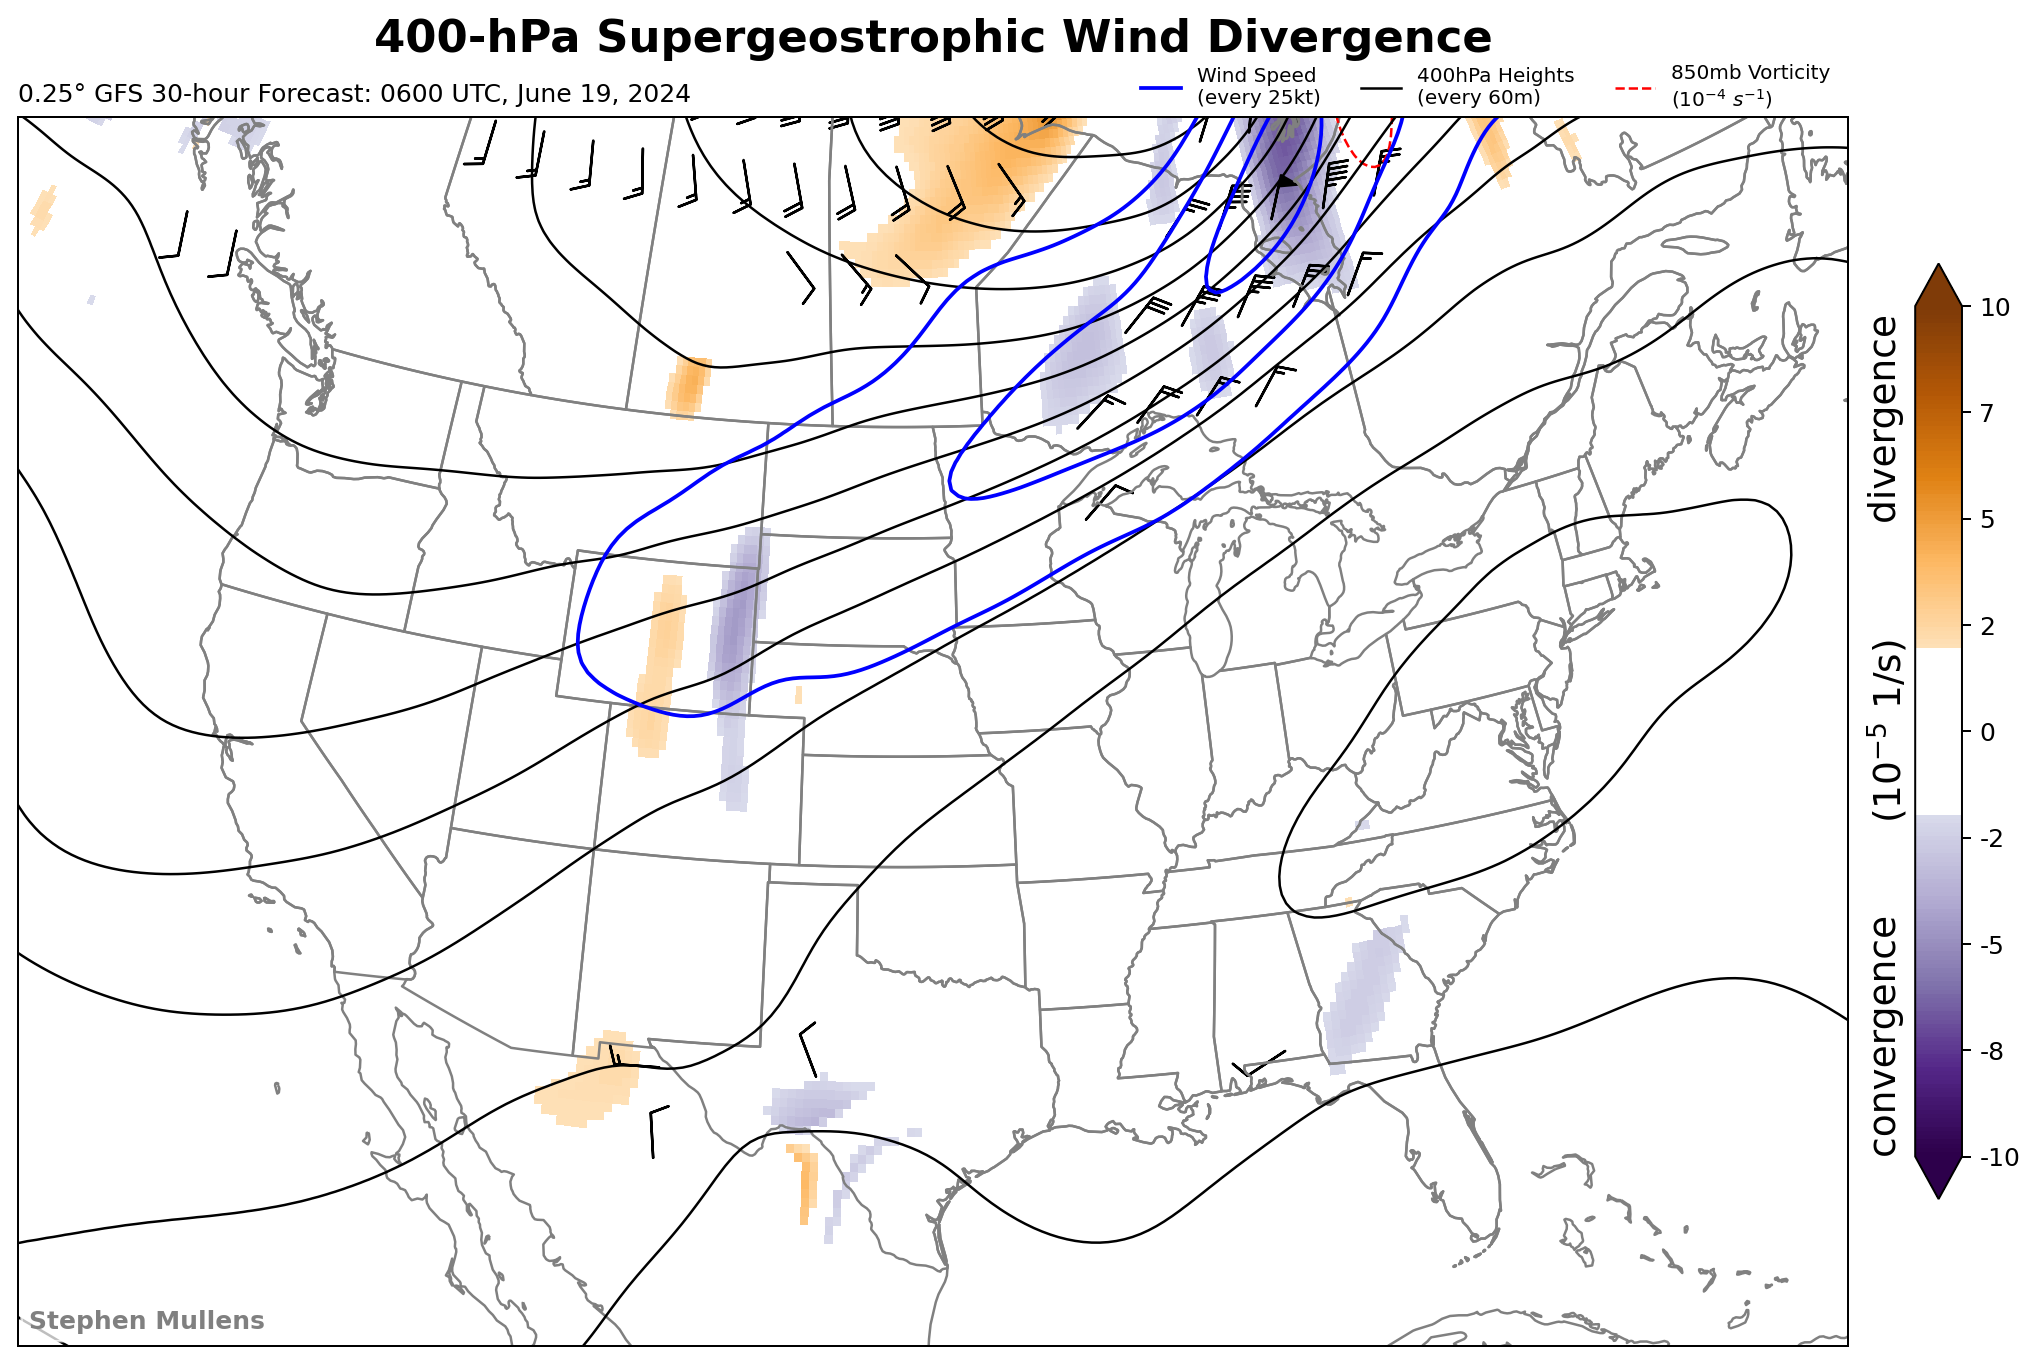 400-hPa Supergeostrophic Wind Divergence
0.25° GFS 30-hour Forecast: 0600 UTC, June 19, 2024
Wind Speed
(every 25kt)
400hPa Heights
(every 60m)
850mb Vorticity
(10⁻⁴ s⁻¹)
10
7
5
2
0
-2
-5
-8
-10
convergence (10⁻⁵ 1/s) divergence
Stephen Mullens